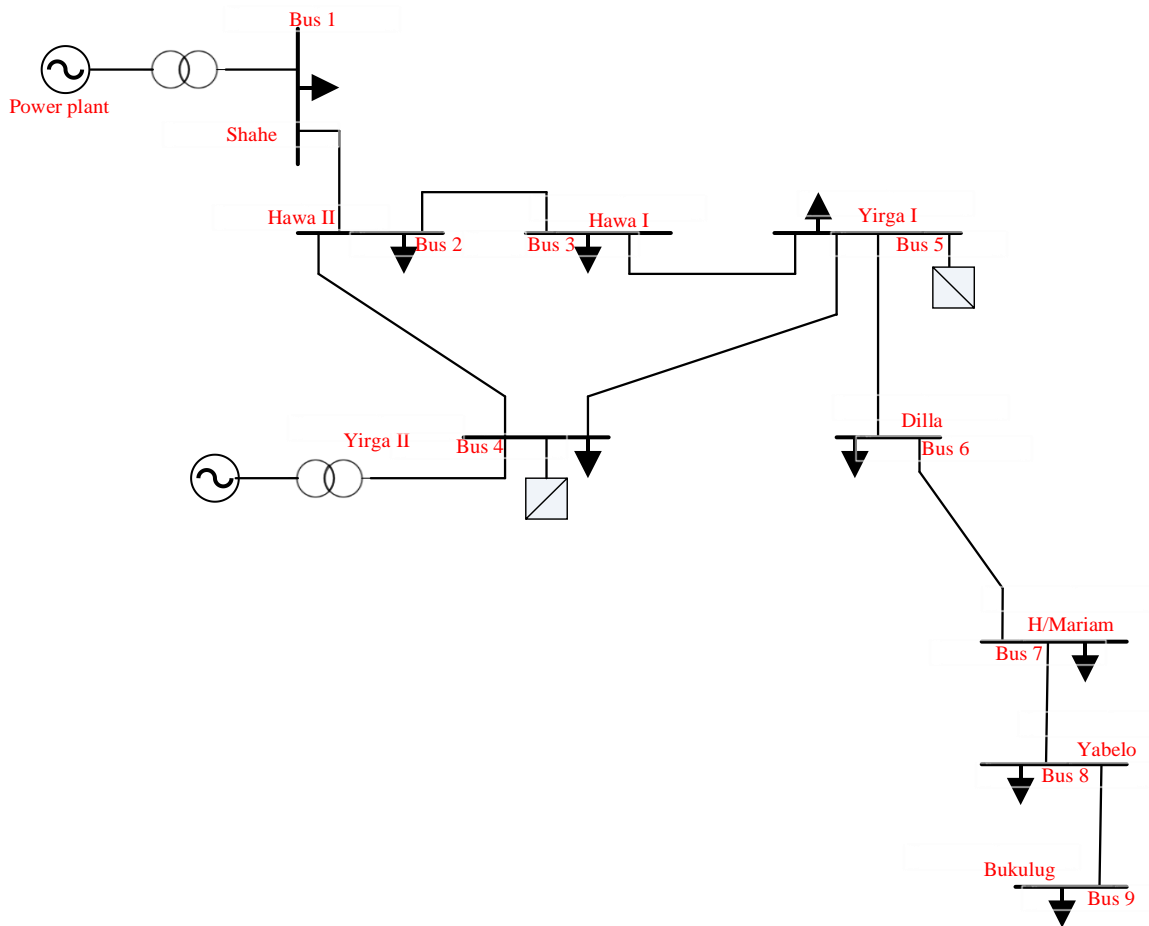 Bus 1
Power plant
Shahe
Hawa II
Bus 2
Hawa I
Bus 3
Yirga I
Bus 5
Yirga II
Bus 4
Dilla
Bus 6
H/Mariam
Bus 7
Yabelo
Bus 8
Bukulug
Bus 9